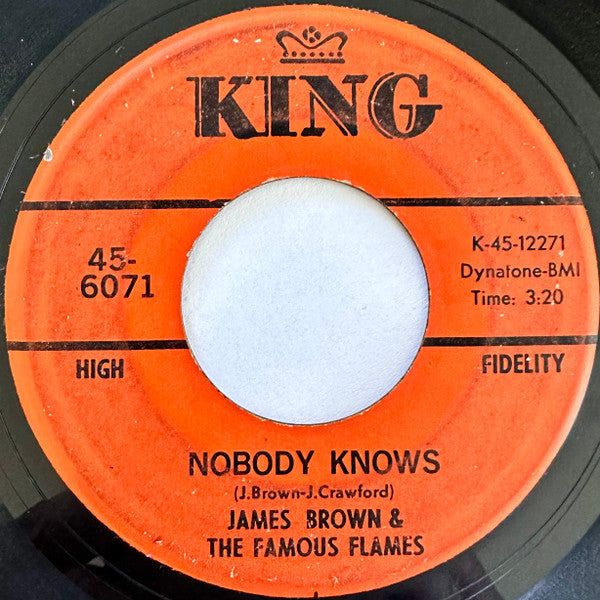 KING
45-
6071
K-45-12271
Dynatone-BMI
Time: 3:20
HIGH
FIDELITY
NOBODY KNOWS
(J.Brown-J.Crawford)
JAMES BROWN &
THE FAMOUS FLAMES